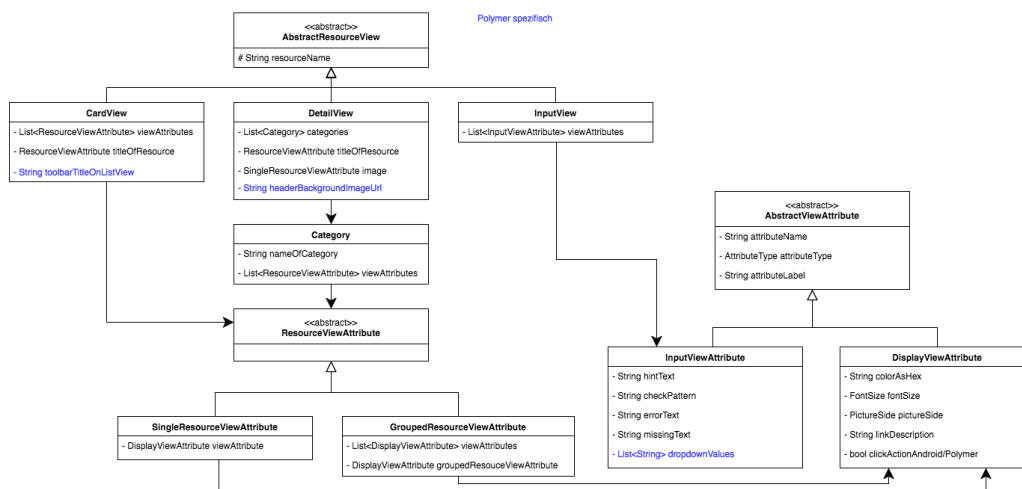 Polymer spezifisch
<<abstract>>
AbstractResourceView
# String resourceName
CardView
- List<ResourceViewAttribute> viewAttributes
- ResourceViewAttribute titleOfResource
- String toolbarTitleOnListView
DetailView
- List<Category> categories
- ResourceViewAttribute titleOfResource
- SingleResourceViewAttribute image
- String headerBackgroundImageUrl
InputView
- List<InputViewAttribute> viewAttributes
Category
- String nameOfCategory
- List<ResourceViewAttribute> viewAttributes
<<abstract>>
AbstractViewAttribute
- String attributeName
- AttributeType attributeType
- String attributeLabel
<<abstract>>
ResourceViewAttribute
InputViewAttribute
- String hintText
- String checkPattern
- String errorText
- String missingText
- List<String> dropdownValues
DisplayViewAttribute
- String colorAsHex
- FontSize fontSize
- PictureSide pictureSide
- String linkDescription
- bool clickActionAndroid/Polymer
SingleResourceViewAttribute
- DisplayViewAttribute viewAttribute
GroupedResourceViewAttribute
- List<DisplayViewAttribute> viewAttributes
- DisplayViewAttribute groupedResouceViewAttribute